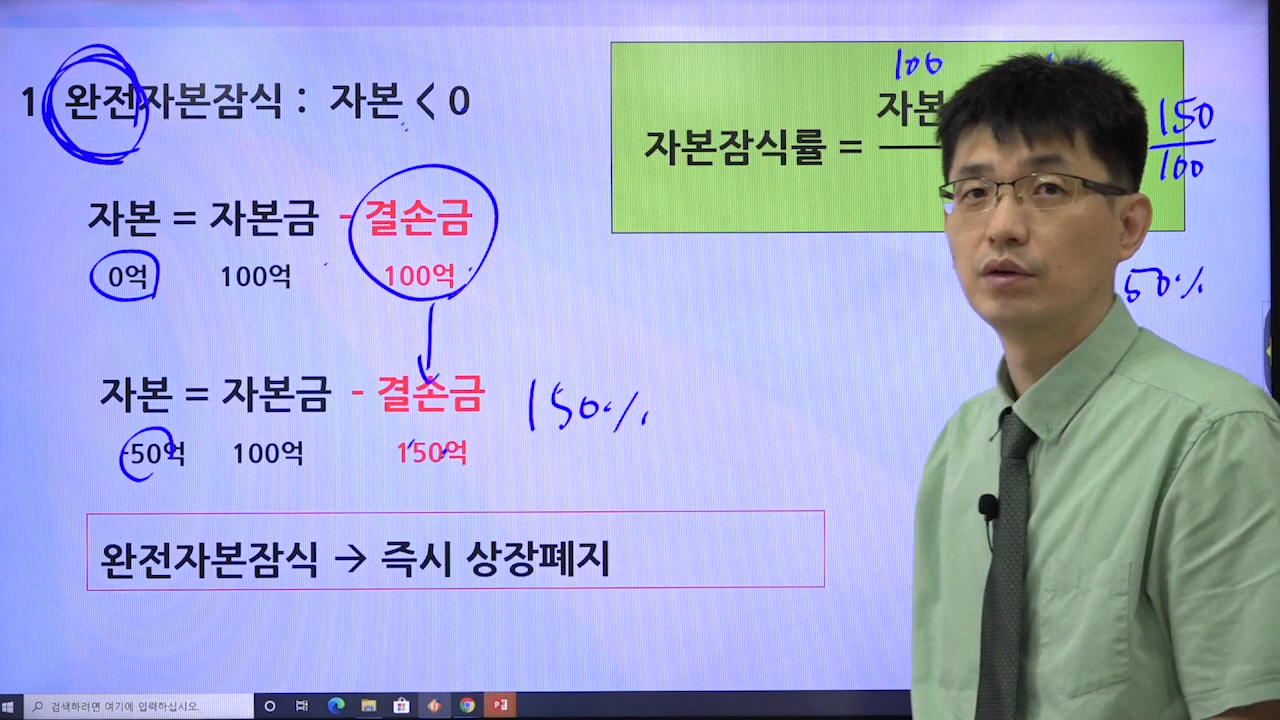 1. 완전자본잠식 : 자본 < 0
자본 = 자본금 - 결손금
0억 100억 100억
자본 = 자본금 - 결손금
-50억 100억 150억
150%
완전자본잠식 → 즉시 상장폐지
100
자본
자본잠식률 =
150
100
50%
검색하려면 여기에 입력하십시오.